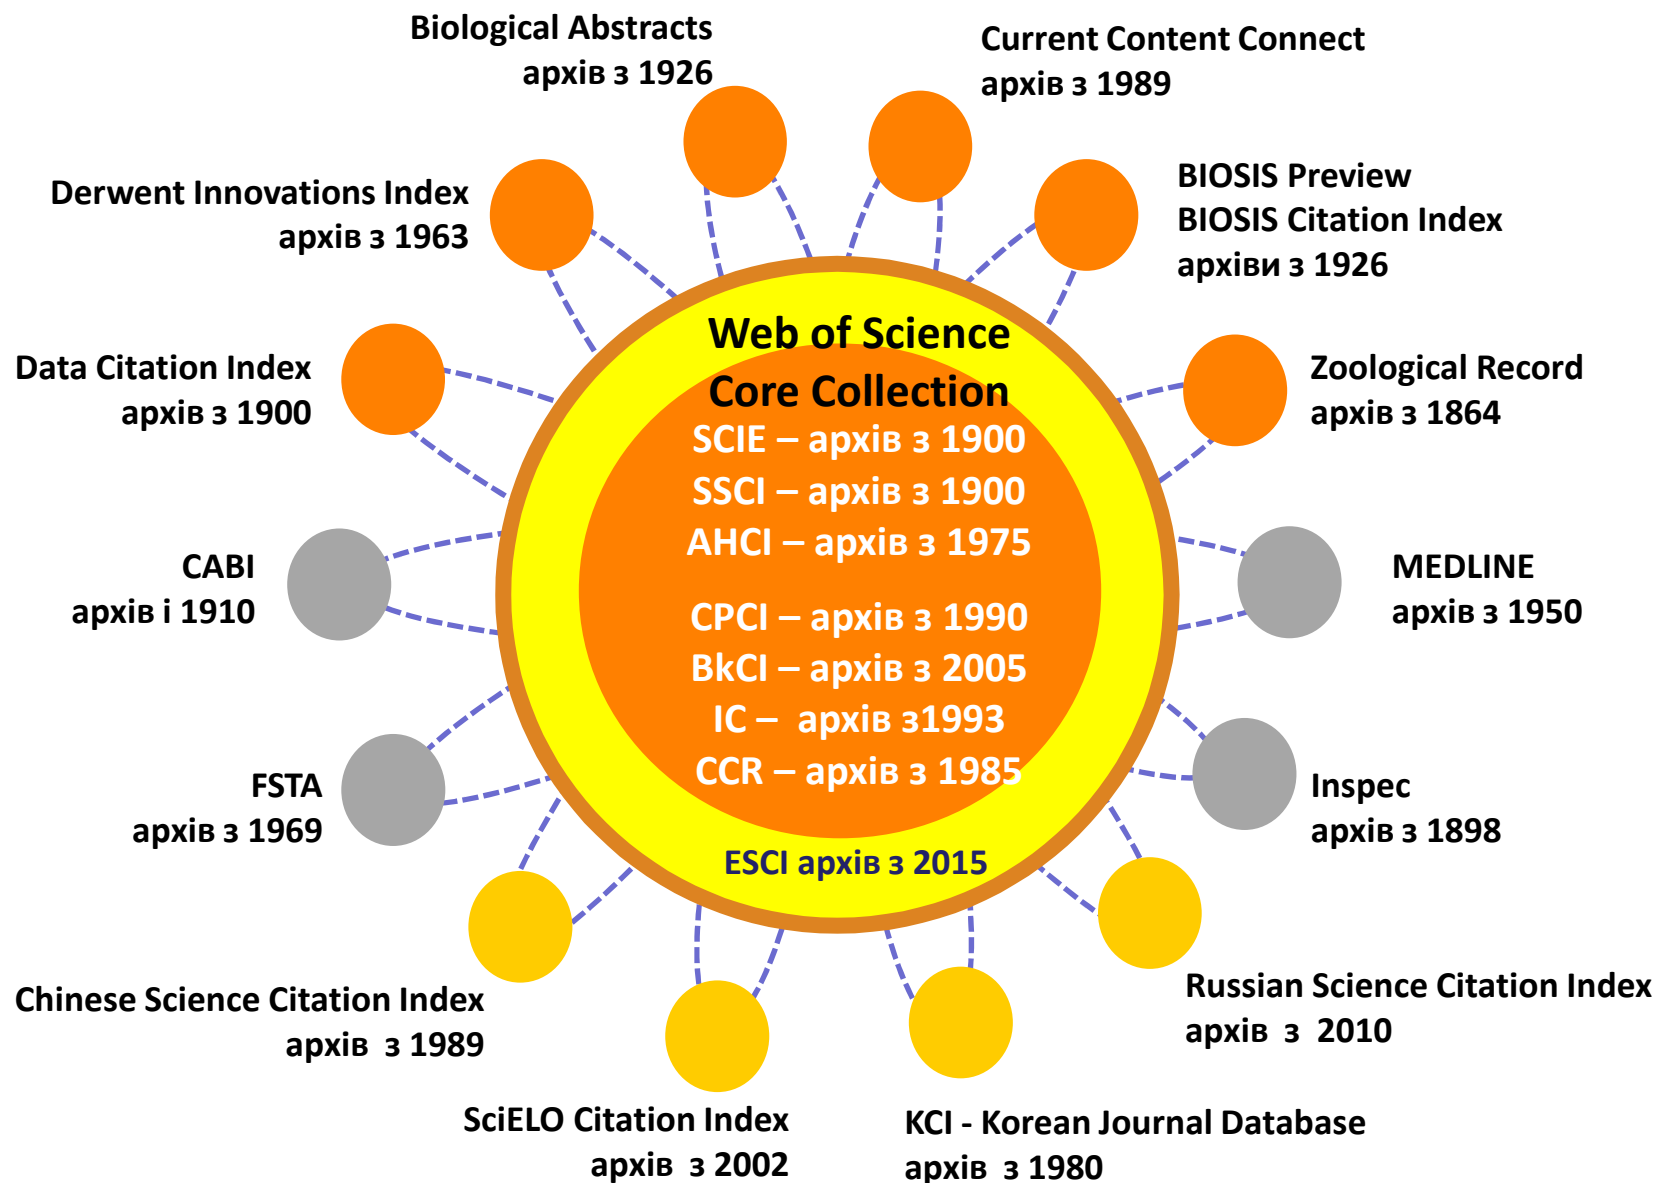 Biological Abstracts
архів з 1926
Current Content Connect
архів з 1989
Derwent Innovations Index
архів з 1963
BIOSIS Preview
BIOSIS Citation Index
архіви з 1926
Data Citation Index
архів з 1900
Zoological Record
архів з 1864
Web of Science
Core Collection
SCIE – архів з 1900
SSCI – архів з 1900
AHCI – архів з 1975
CPCI – архів з 1990
BkCI – архів з 2005
IC – архів з1993
CCR – архів з 1985
ESCI архів з 2015
CABI
архів і 1910
MEDLINE
архів з 1950
FSTA
архів з 1969
Inspec
архів з 1898
Chinese Science Citation Index
архів з 1989
Russian Science Citation Index
архів з 2010
SciELO Citation Index
архів з 2002
KCI - Korean Journal Database
архів з 1980